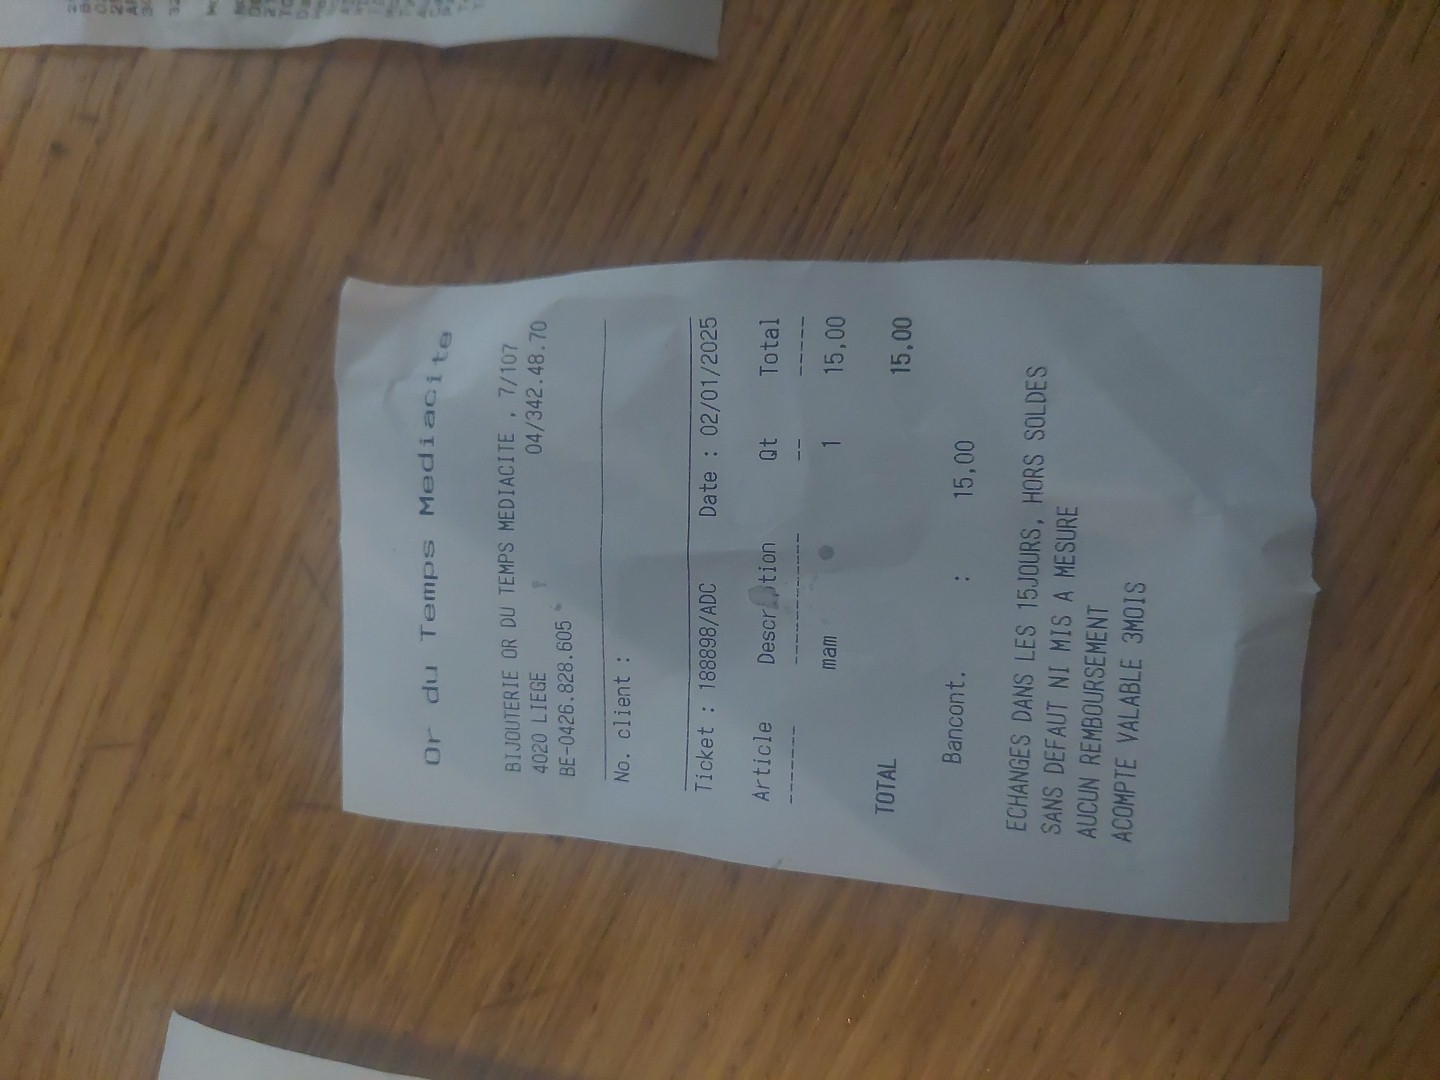 Or du Temps Mediacite
BIJOUTERIE OR DU TEMPS MEDIACITE , 7/107
4020 LIEGE 04/342.48.70
BE-0426.828.605
No. client :
Ticket : 188898/ADC Date : 02/01/2025
Article Description Qt Total
------- ------------- -- -----
mam 1 15,00
TOTAL 15,00
Bancont. : 15,00
ECHANGES DANS LES 15JOURS, HORS SOLDES
SANS DEFAUT NI MIS A MESURE
AUCUN REMBOURSEMENT
ACOMPTE VALABLE 3MOIS